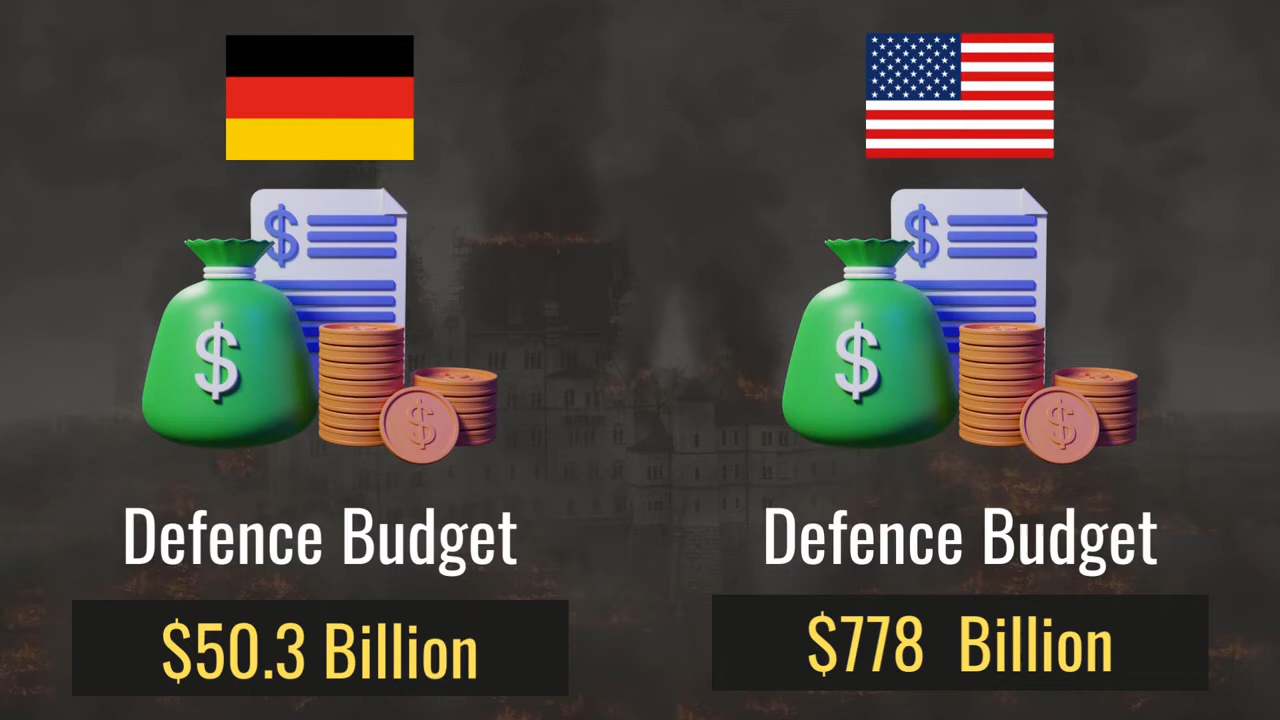 $
$
$
$
$
$
Defence Budget
Defence Budget
$50.3 Billion
$778 Billion